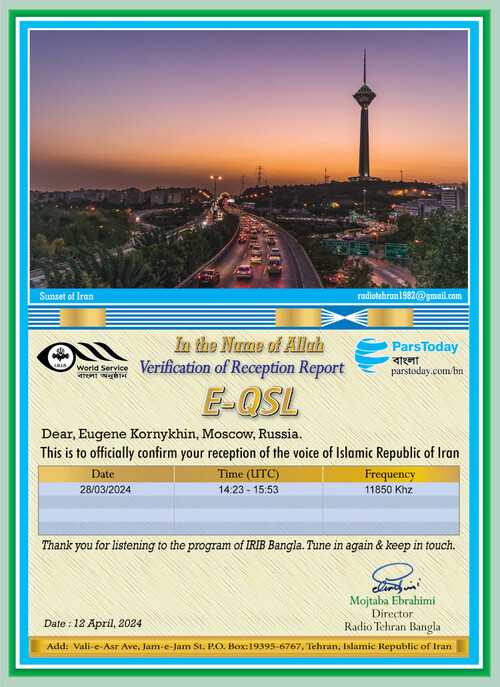 Sunset of Iran
radiotehran1982@gmail.com
In the Name of Allah
I.R.I.B
World Service
বাংলা অনুষ্ঠান
Verification of Reception Report
ParsToday
বাংলা
parstoday.com/bn
E-QSL
Dear, Eugene Kornykhin, Moscow, Russia.
This is to officially confirm your reception of the voice of Islamic Republic of Iran
Date Time (UTC) Frequency
28/03/2024 14:23 - 15:53 11850 Khz
Thank you for listening to the program of IRIB Bangla. Tune in again & keep in touch.
Mojtaba Ebrahimi
Director
Radio Tehran Bangla
Date : 12 April, 2024
Add: Vali-e-Asr Ave, Jam-e-Jam St. P.O. Box:19395-6767, Tehran, Islamic Republic of Iran